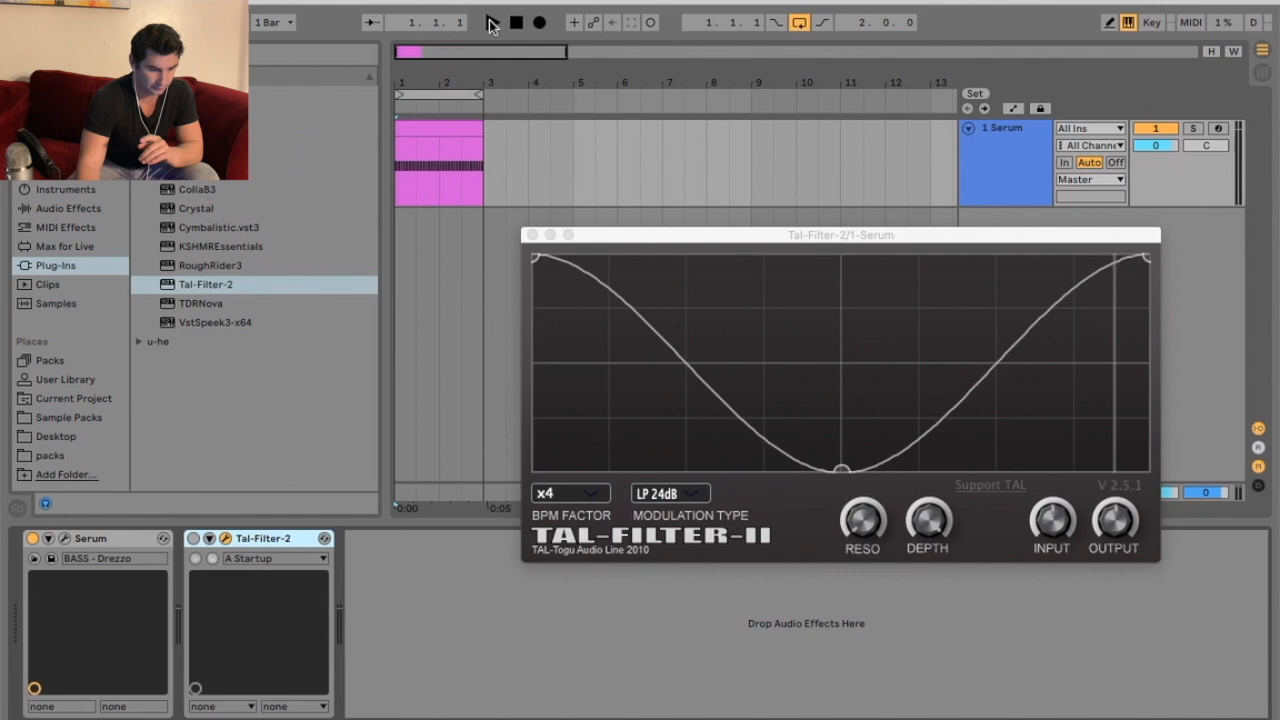 1 Bar
1. 1. 1
1. 1. 1
2. 0. 0
Key
MIDI
1 %
D
H
W
1
2
3
4
5
6
7
8
9
10
11
12
13
Set
1 Serum
All Ins
1
S
All Channe
0
C
In
Auto
Off
Master
Instruments
Audio Effects
MIDI Effects
Max for Live
Plug-Ins
Clips
Samples
Places
Packs
User Library
Current Project
Sample Packs
Desktop
packs
Add Folder...
CollaB3
Crystal
Cymbalistic.vst3
KSHMREssentials
RoughRider3
Tal-Filter-2
TDRNova
VstSpeek3-x64
u-he
Tal-Filter-2/1-Serum
x4
LP 24dB
Support TAL
V 2.5.1
BPM FACTOR
MODULATION TYPE
TAL-FILTER-II
TAL-Togu Audio Line 2010
RESO
DEPTH
INPUT
OUTPUT
0:00
0:05
0
Serum
BASS - Drezzo
none
none
Tal-Filter-2
A Startup
none
none
Drop Audio Effects Here